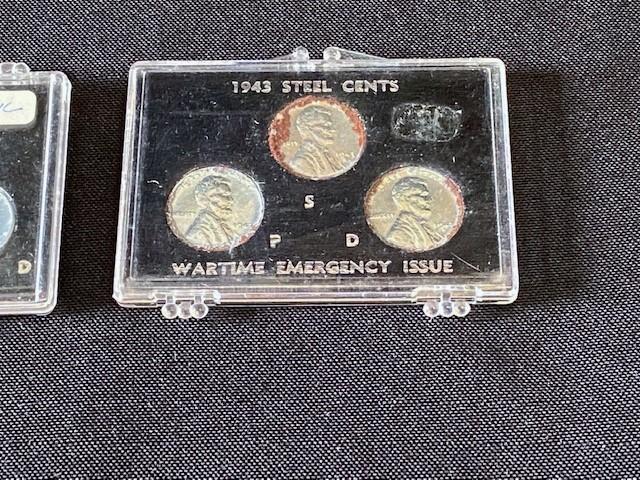 1943 STEEL CENTS
S
P D
D
WARTIME EMERGENCY ISSUE